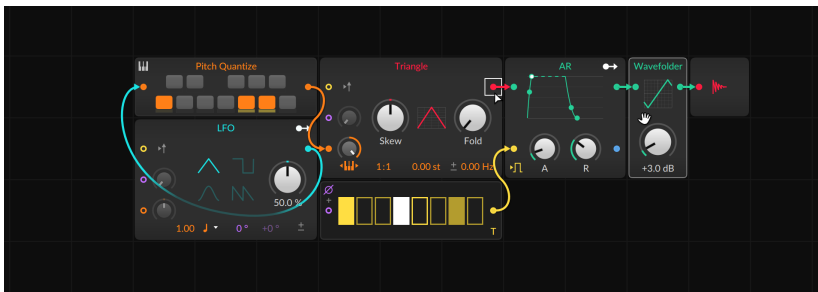 Pitch Quantize
Triangle
AR
Wavefolder
LFO
Skew
Fold
1:1
0.00 st
± 0.00 Hz
A
R
+3.0 dB
50.0 %
1.00
0°
+0°
±
+
T